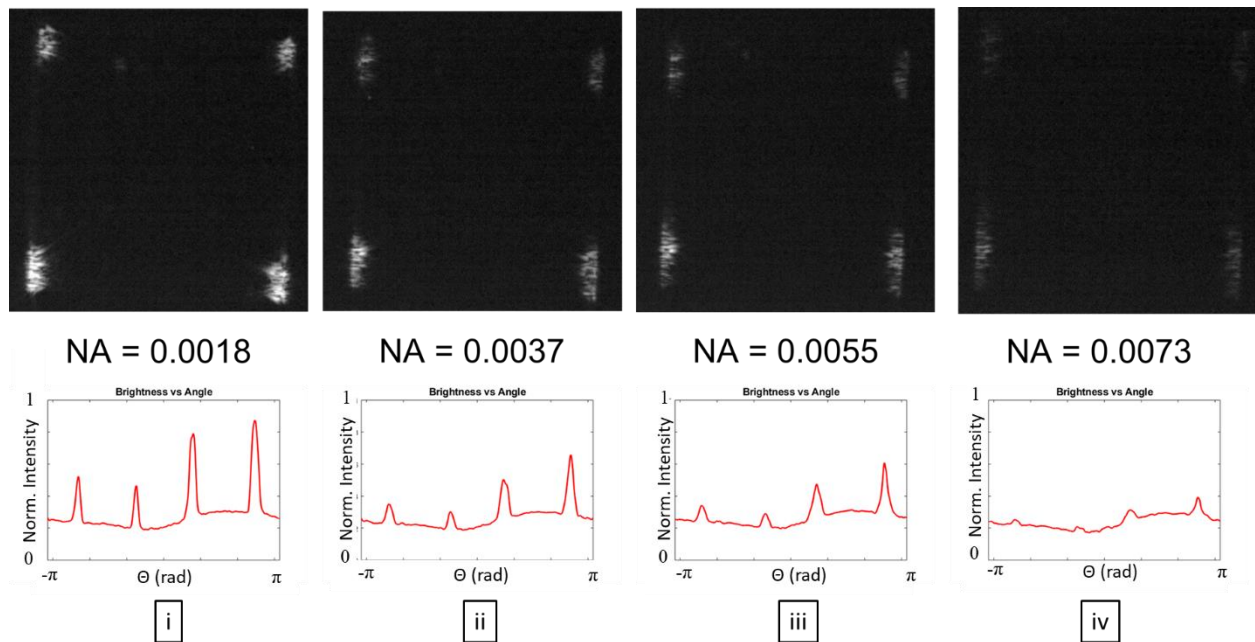 NA = 0.0018
NA = 0.0037
NA = 0.0055
NA = 0.0073
Brightness vs Angle
1
Norm. Intensity
0
-π
Θ (rad)
π
i
Brightness vs Angle
1
Norm. Intensity
0
-π
Θ (rad)
π
ii
Brightness vs Angle
1
Norm. Intensity
0
-π
Θ (rad)
π
iii
Brightness vs Angle
1
Norm. Intensity
0
-π
Θ (rad)
π
iv